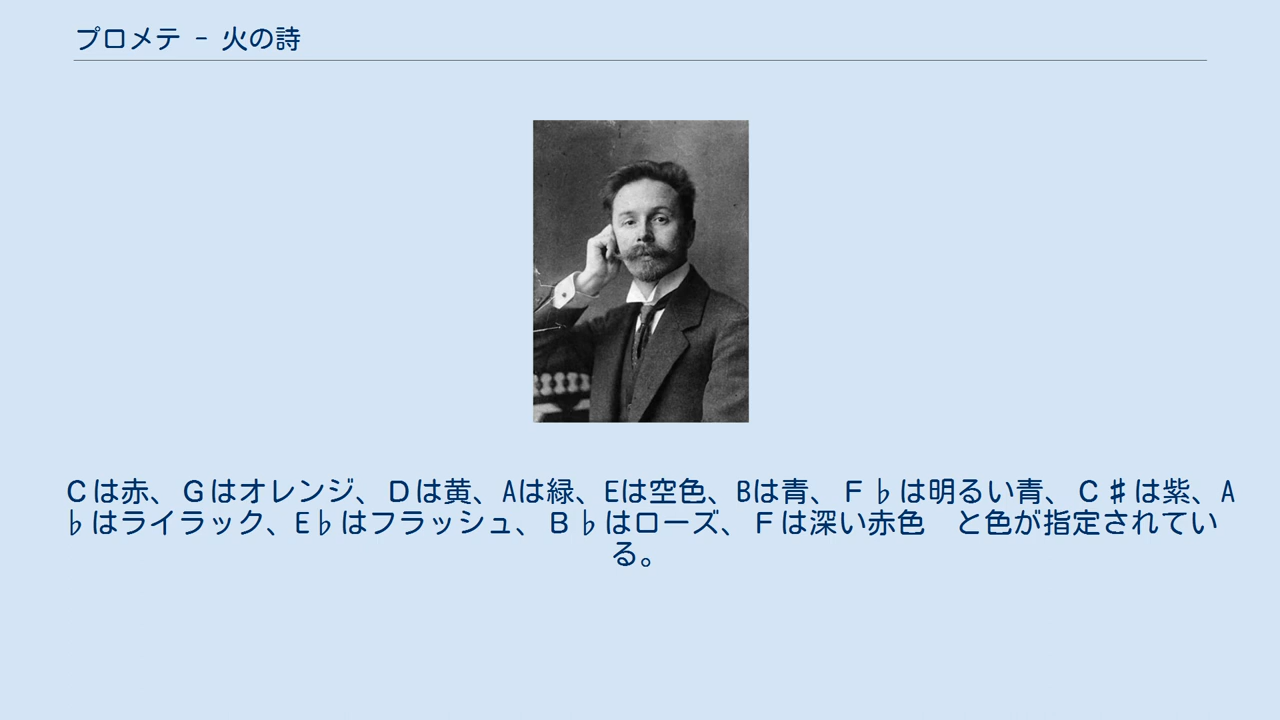 プロメテ - 火の詩
Ｃは赤、Ｇはオレンジ、Ｄは黄、Aは緑、Eは空色、Bは青、Ｆ♭は明るい青、Ｃ♯は紫、A
♭はライラック、E♭はフラッシュ、Ｂ♭はローズ、Ｆは深い赤色　と色が指定されてい
る。